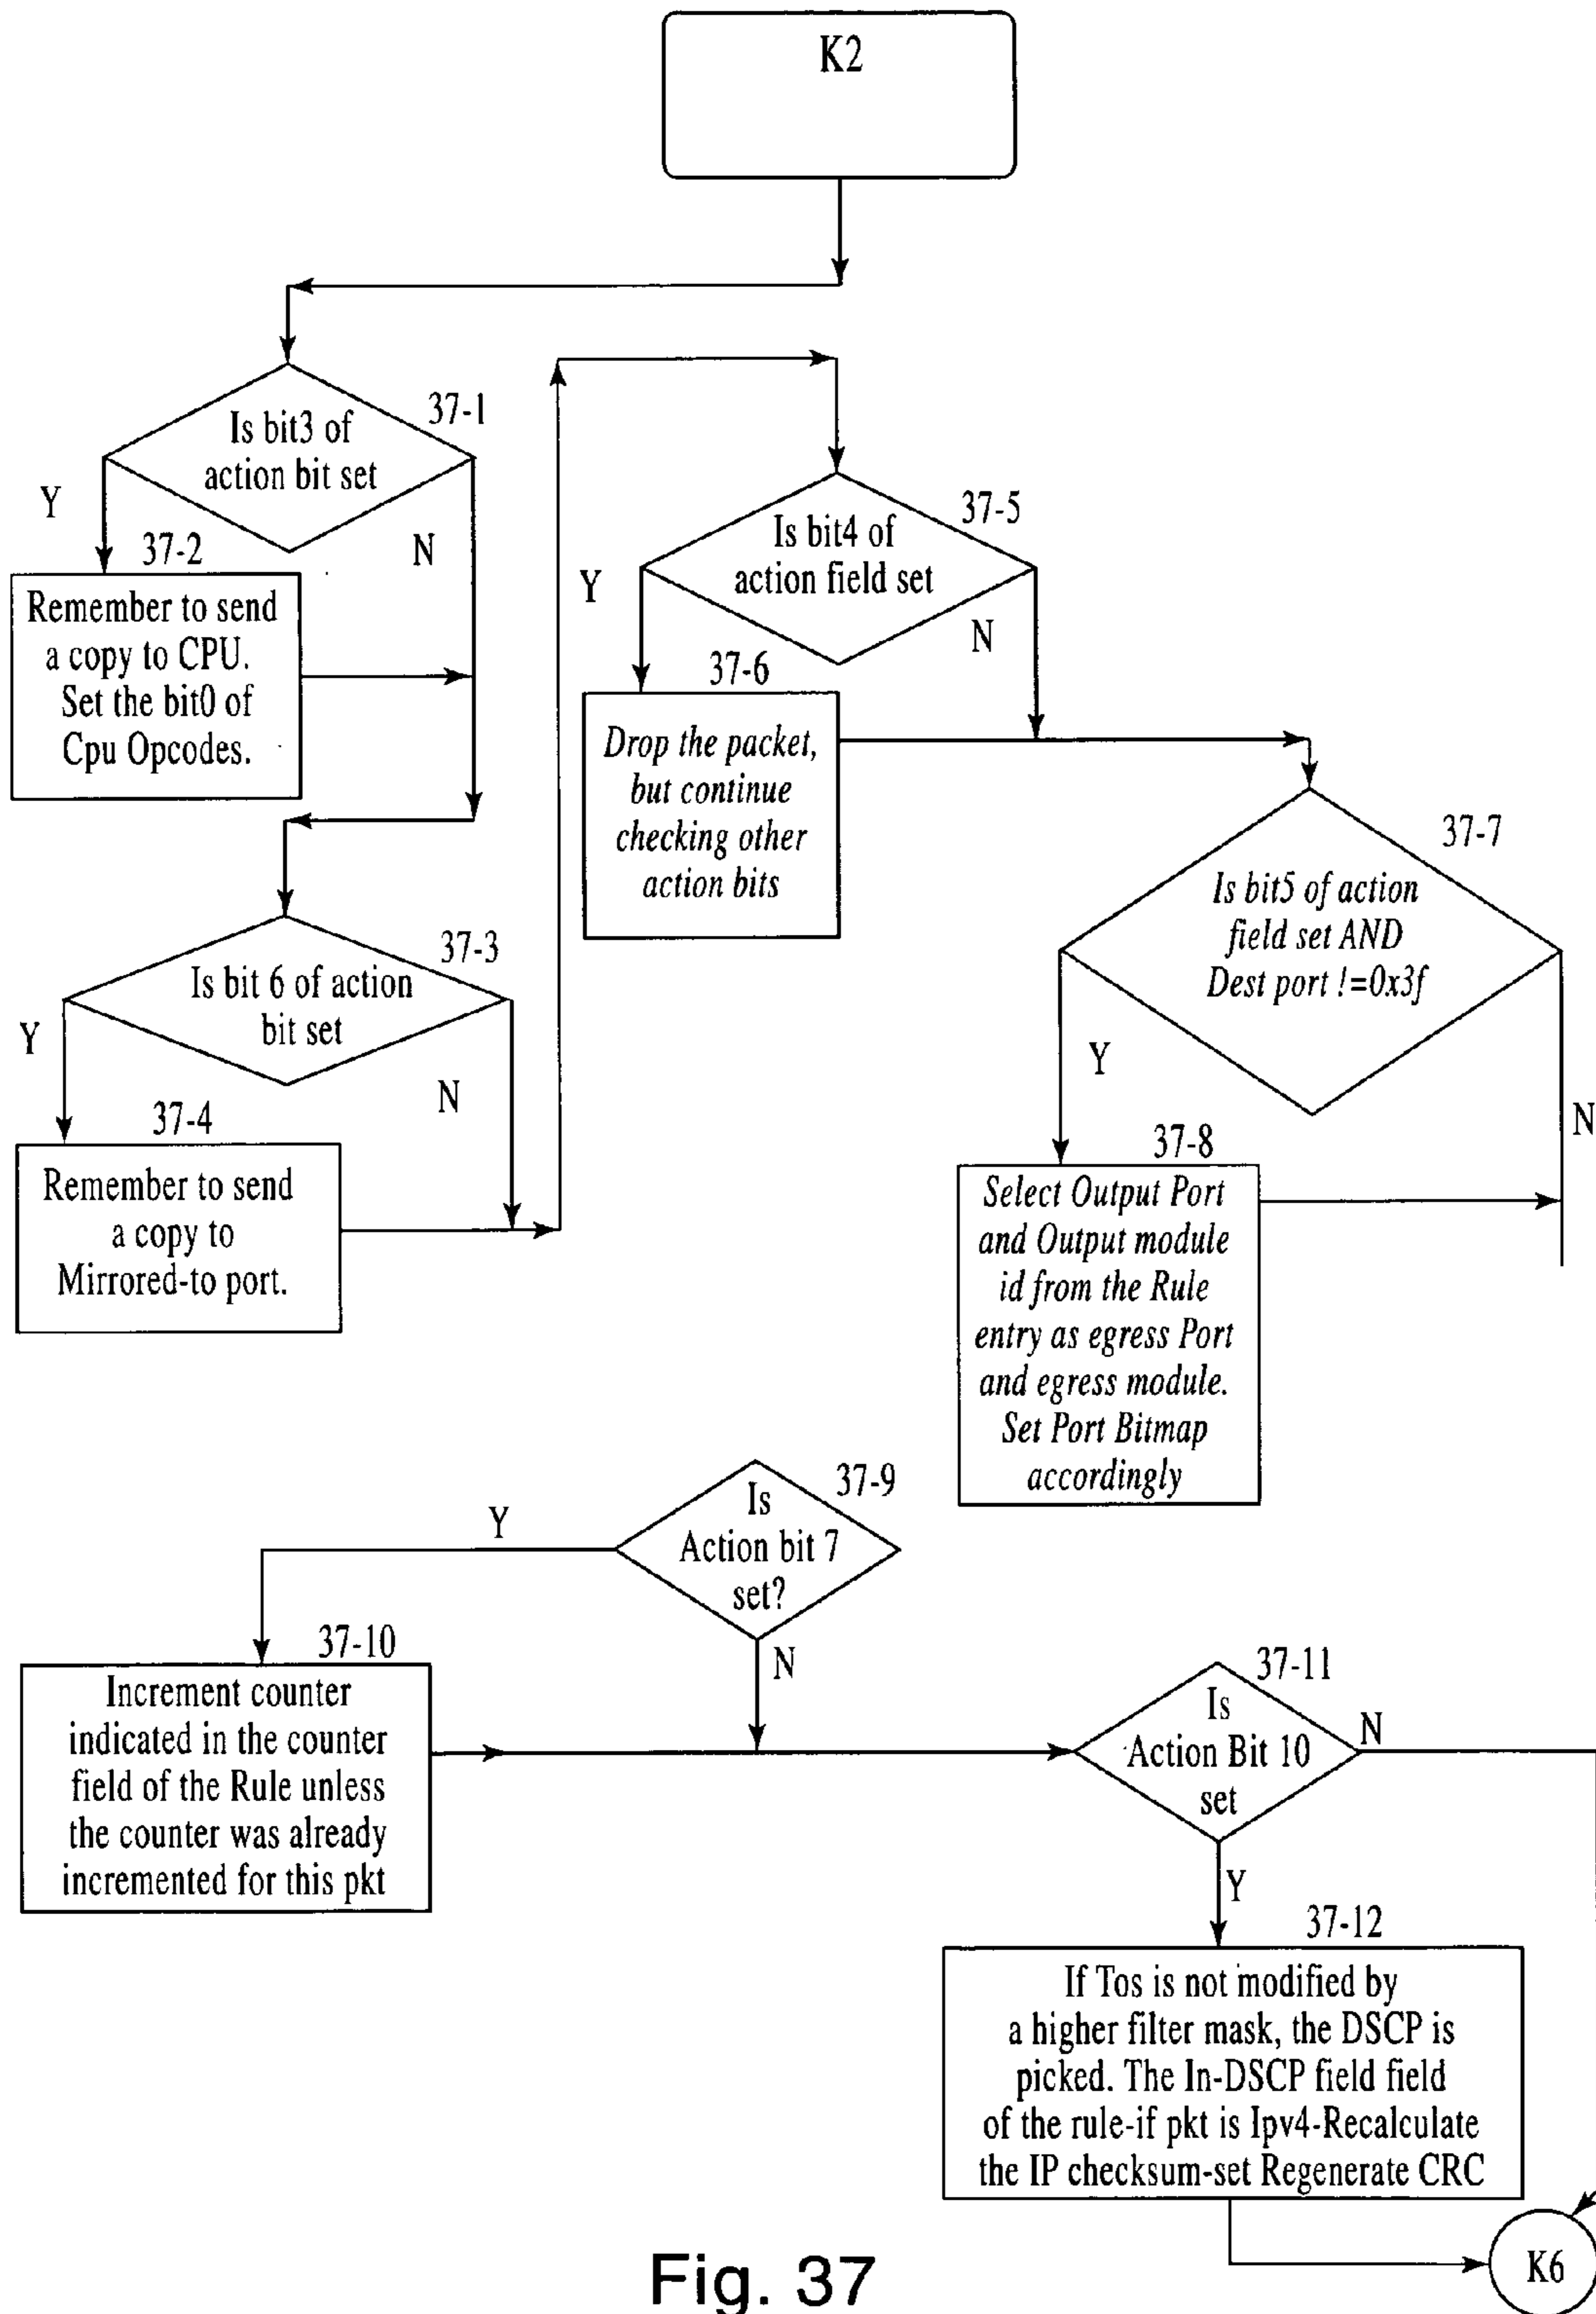 K2
37-1
Is bit3 of
action bit set
Y
N
37-2
Remember to send
a copy to CPU.
Set the bit0 of
Cpu Opcodes.
37-3
Is bit 6 of action
bit set
Y
N
37-4
Remember to send
a copy to
Mirrored-to port.
37-5
Is bit4 of
action field set
Y
N
37-6
Drop the packet,
but continue
checking other
action bits
37-7
Is bit5 of action
field set AND
Dest port !=0x3f
Y
N
37-8
Select Output Port
and Output module
id from the Rule
entry as egress Port
and egress module.
Set Port Bitmap
accordingly
37-9
Is
Action bit 7
set?
Y
N
37-10
Increment counter
indicated in the counter
field of the Rule unless
the counter was already
incremented for this pkt
37-11
Is
Action Bit 10
set
N
Y
37-12
If Tos is not modified by
a higher filter mask, the DSCP is
picked. The In-DSCP field field
of the rule-if pkt is Ipv4-Recalculate
the IP checksum-set Regenerate CRC
K6
Fig. 37